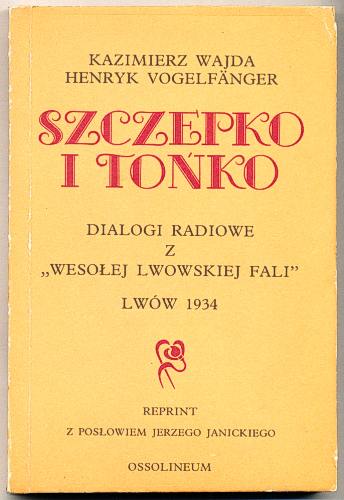 KAZIMIERZ WAJDA
HENRYK VOGELFÄNGER
SZCZEPKO
I TOŃKO
DIALOGI RADIOWE
Z
„WESOŁEJ LWOWSKIEJ FALI”
LWÓW 1934
REPRINT
Z POSŁOWIEM JERZEGO JANICKIEGO
OSSOLINEUM